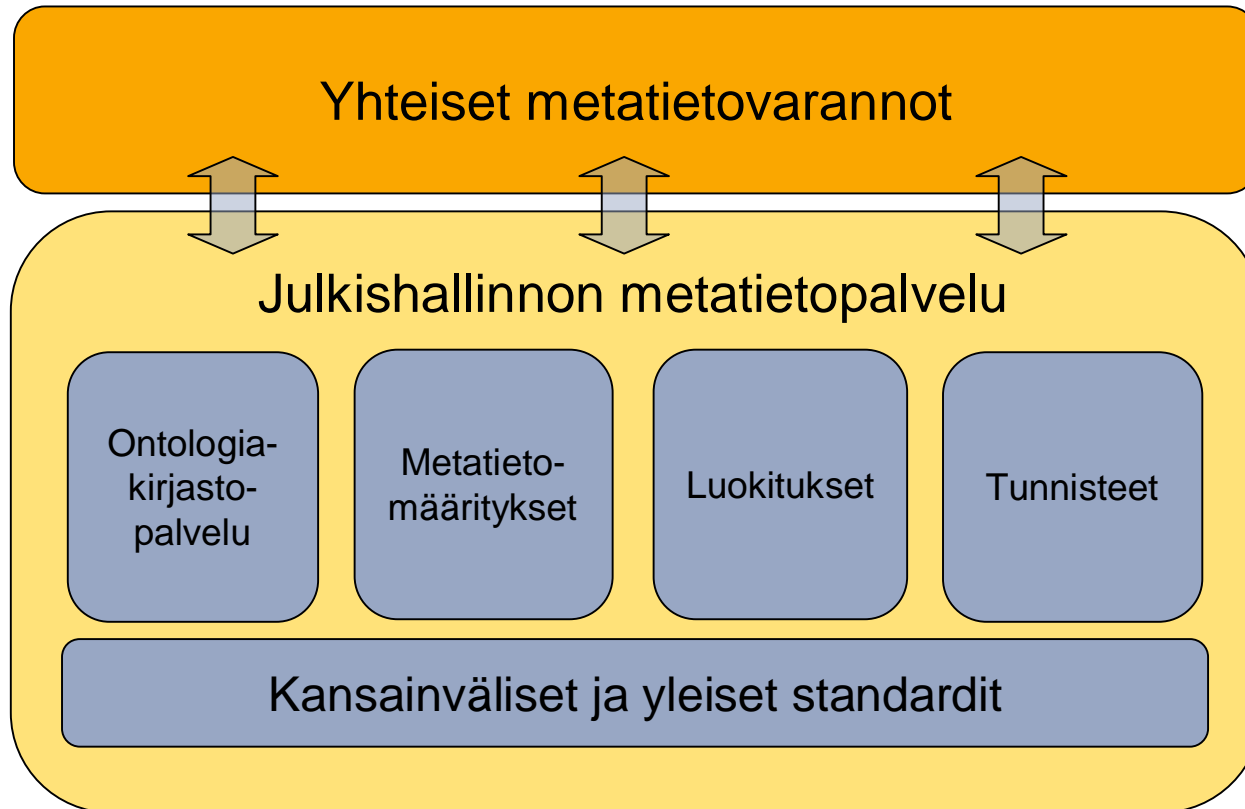 Yhteiset metatietovarannot
Julkishallinnon metatietopalvelu
Ontologia-
kirjasto-
palvelu
Metatieto-
määritykset
Luokitukset
Tunnisteet
Kansainväliset ja yleiset standardit